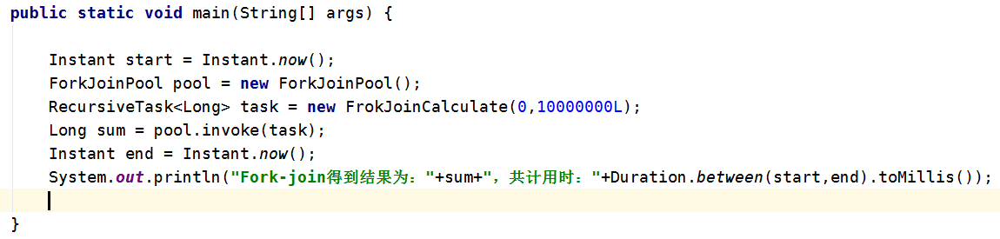 public static void main(String[] args) {
Instant start = Instant.now();
ForkJoinPool pool = new ForkJoinPool();
RecursiveTask<Long> task = new FrokJoinCalculate(0,10000000L);
Long sum = pool.invoke(task);
Instant end = Instant.now();
System.out.println("Fork-join得到结果为："+sum+"，共计用时："+Duration.between(start,end).toMillis());
}